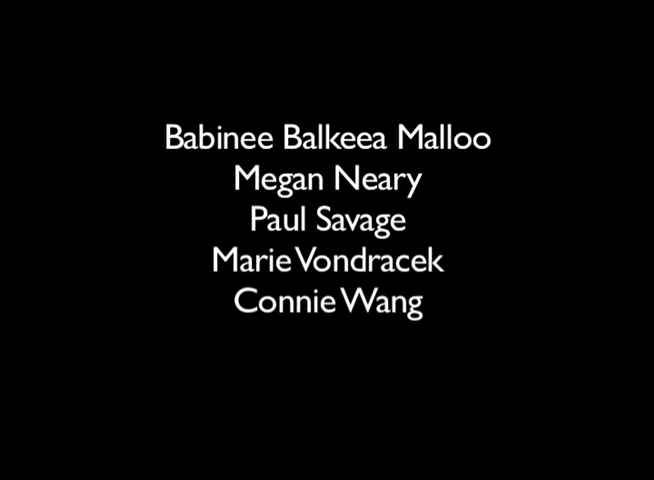 Babinee Balkeea Malloo
Megan Neary
Paul Savage
Marie Vondracek
Connie Wang